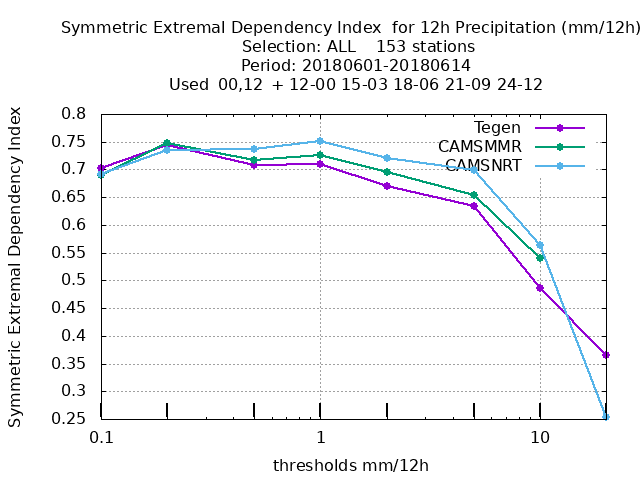 Symmetric Extremal Dependency Index  for 12h Precipitation (mm/12h)
Selection: ALL    153 stations
Period: 20180601-20180614
Used  00,12  + 12-00 15-03 18-06 21-09 24-12
Symmetric Extremal Dependency Index
0.8
0.75
0.7
0.65
0.6
0.55
0.5
0.45
0.4
0.35
0.3
0.25
Tegen
CAMSMMR
CAMSNRT
0.1
1
10
thresholds mm/12h